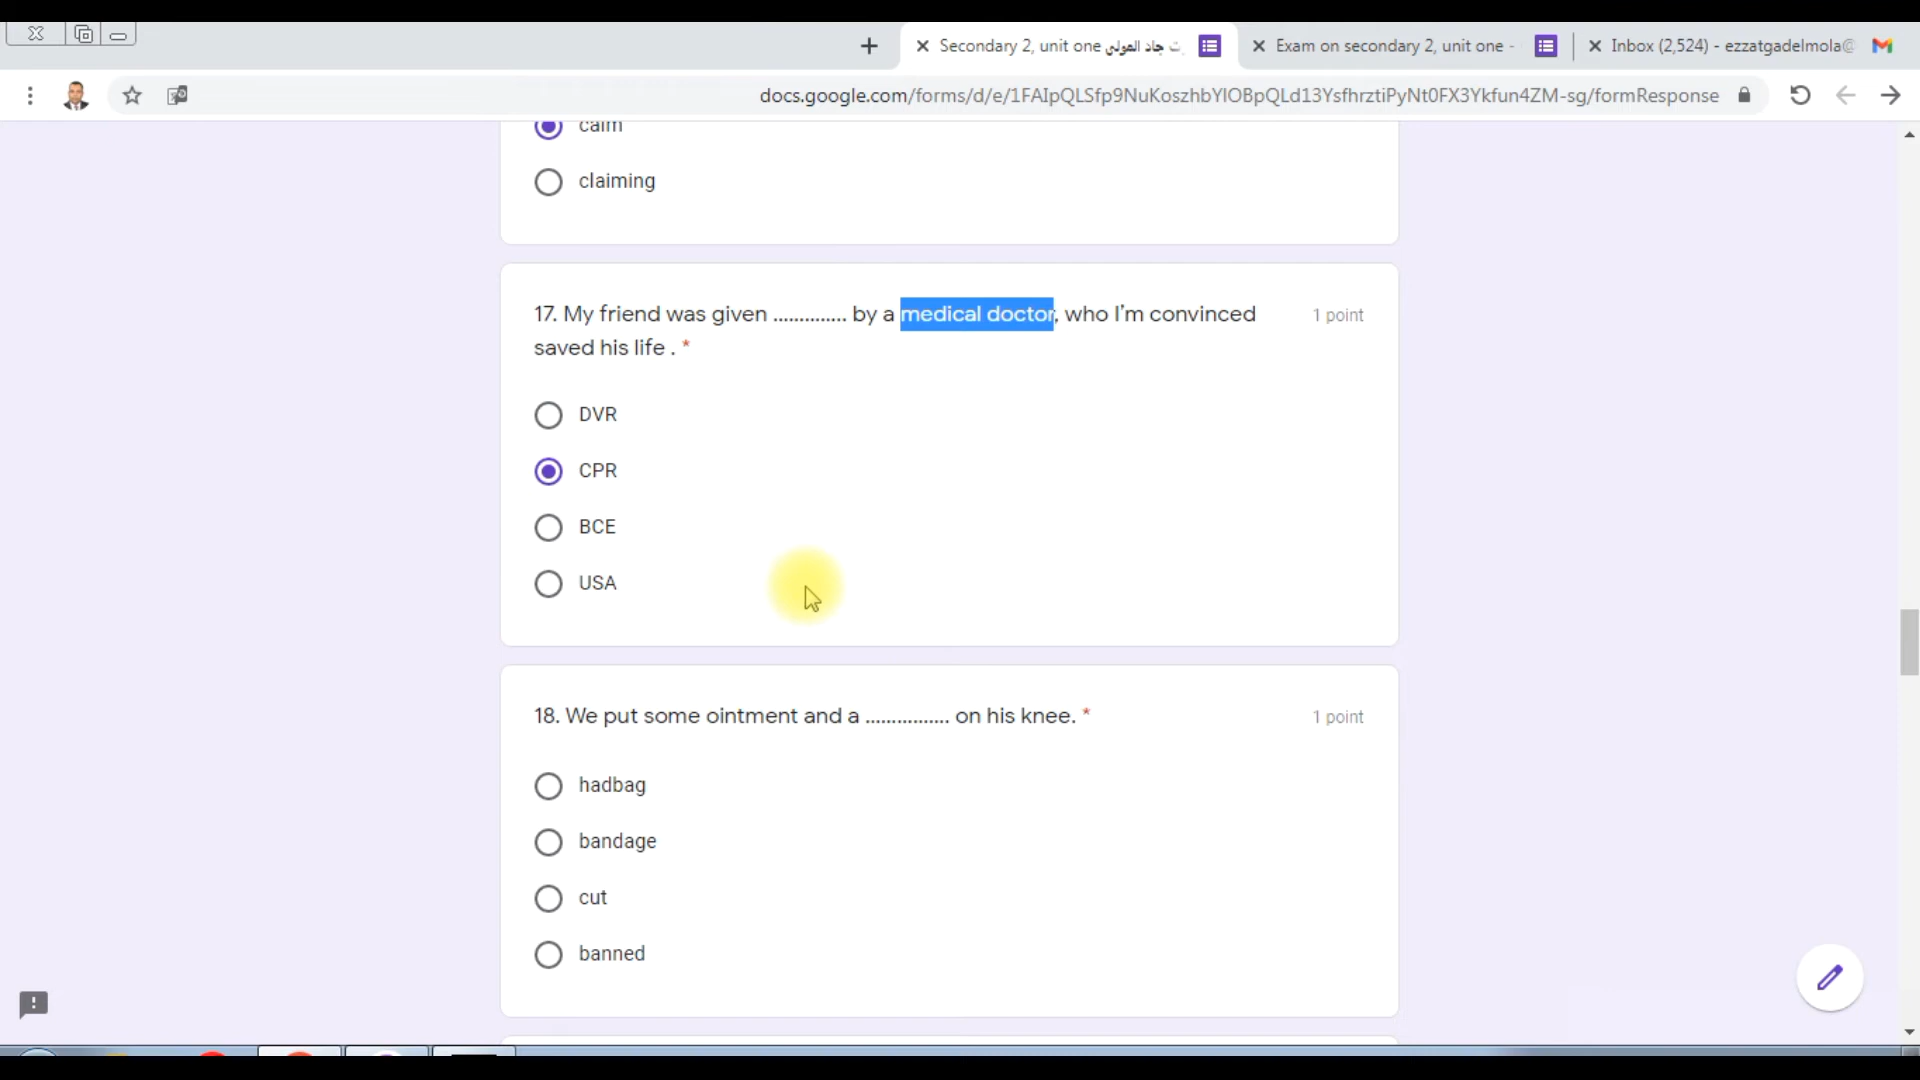 Secondary 2, unit one ت جاد المولى
Exam on secondary 2, unit one -
Inbox (2,524) - ezzatgadelmola@
docs.google.com/forms/d/e/1FAIpQLSfp9NuKoszhbYlOBpQLd13YsfhrztiPyNt0FX3Ykfun4ZM-sg/formResponse
calm
claiming
17. My friend was given .............. by a medical doctor, who I'm convinced
saved his life . *
1 point
DVR
CPR
BCE
USA
18. We put some ointment and a ................ on his knee. *
1 point
hadbag
bandage
cut
banned